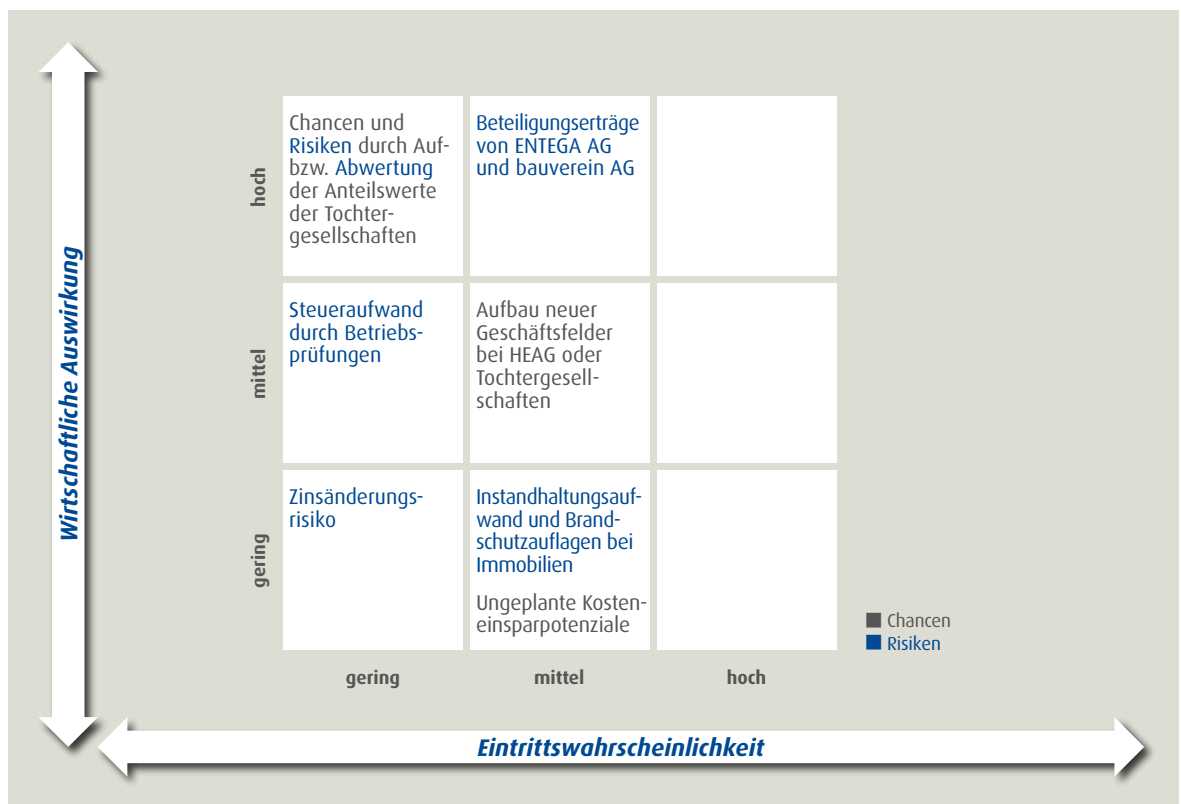 Wirtschaftliche Auswirkung
hoch
Chancen und
Risiken durch Auf-
bzw. Abwertung
der Anteilswerte
der Tochter-
gesellschaften
Beteiligungserträge
von ENTEGA AG
und bauverein AG
mittel
Steueraufwand
durch Betriebs-
prüfungen
Aufbau neuer
Geschäftsfelder
bei HEAG oder
Tochtergesell-
schaften
gering
Zinsänderungs-
risiko
Instandhaltungsauf-
wand und Brand-
schutzauflagen bei
Immobilien
Ungeplante Kosten-
einsparpotenziale
Chancen
Risiken
gering
mittel
hoch
Eintrittswahrscheinlichkeit